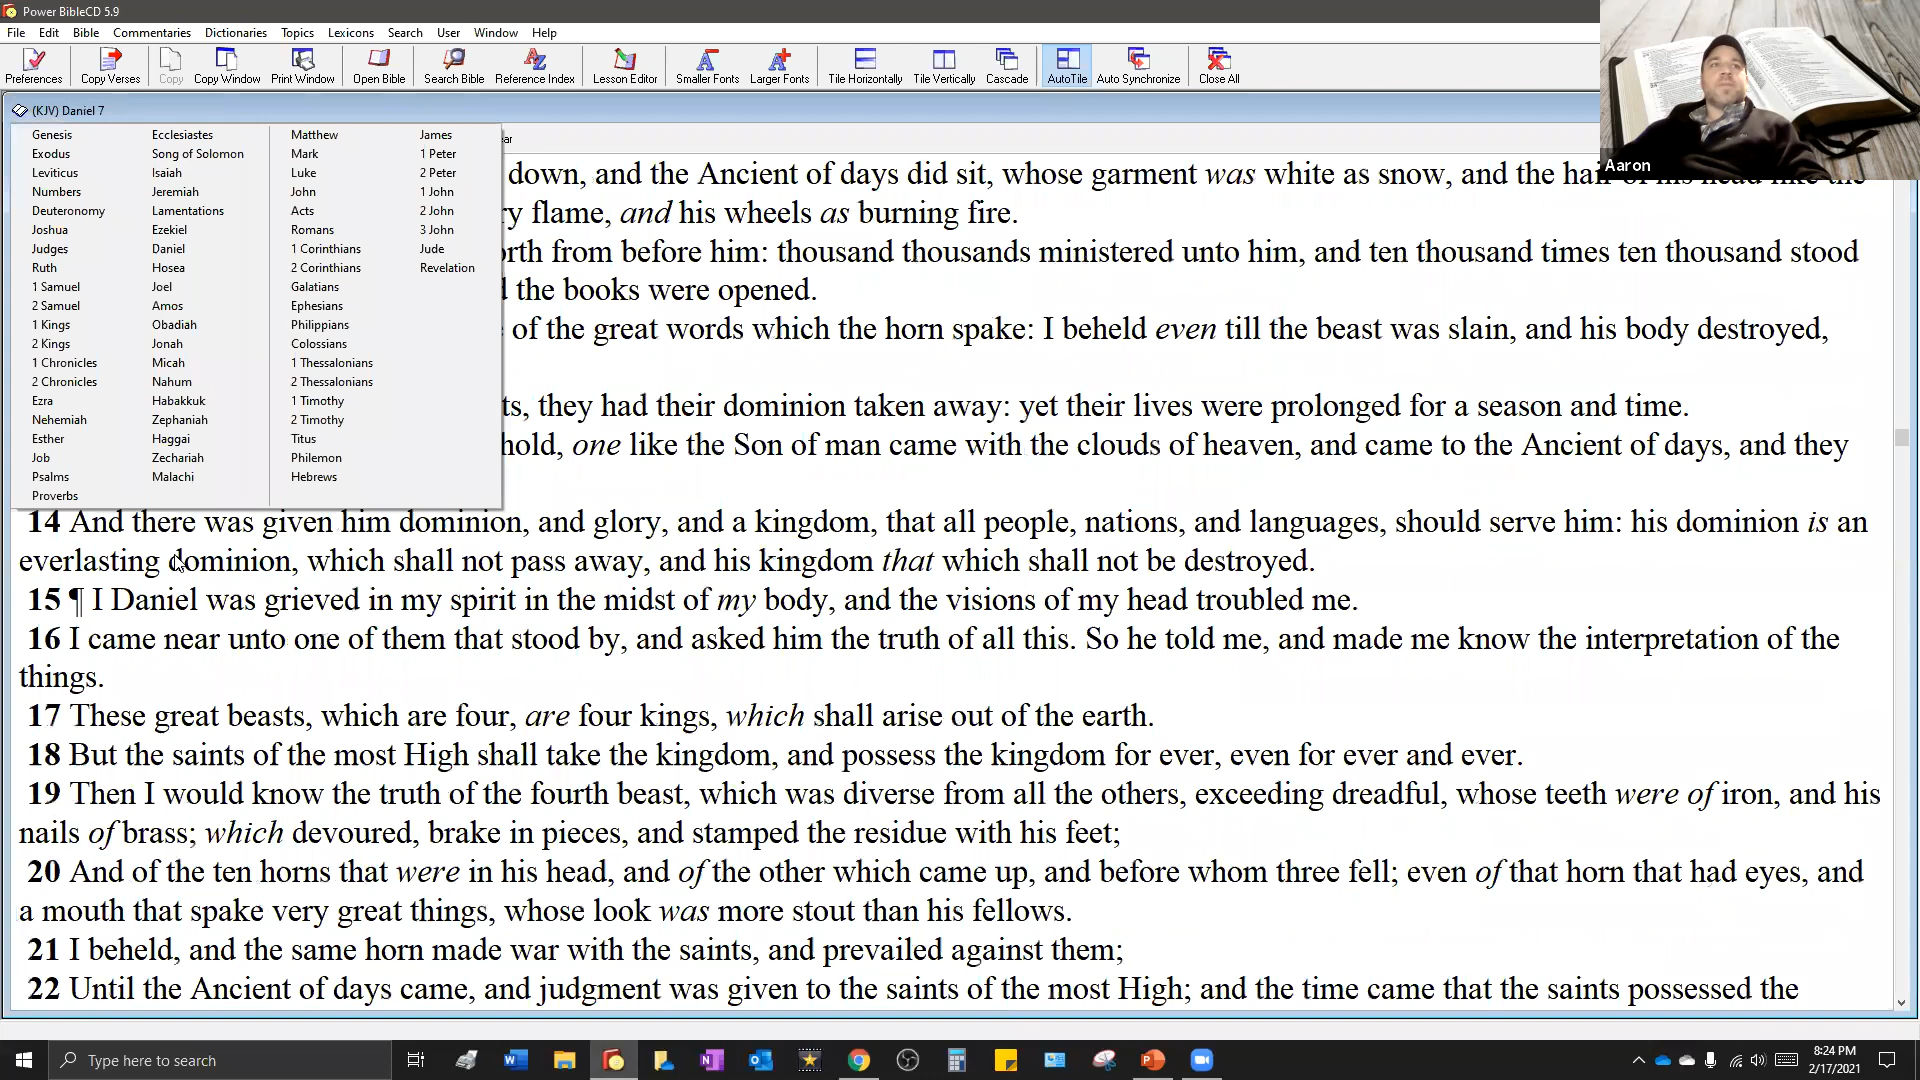 Power BibleCD 5.9
File Edit Bible Commentaries Dictionaries Topics Lexicons Search User Window Help
Preferences Copy Verses Copy Copy Window Print Window Open Bible Search Bible Reference Index Lesson Editor Smaller Fonts Larger Fonts Tile Horizontally Tile Vertically Cascade AutoTile Auto Synchronize Close All
(KJV) Daniel 7
Genesis Ecclesiastes Matthew James
Exodus Song of Solomon Mark 1 Peter
Leviticus Isaiah Luke 2 Peter
Numbers Jeremiah John 1 John
Deuteronomy Lamentations Acts 2 John
Joshua Ezekiel Romans 3 John
Judges Daniel 1 Corinthians Jude
Ruth Hosea 2 Corinthians Revelation
1 Samuel Joel Galatians
2 Samuel Amos Ephesians
1 Kings Obadiah Philippians
2 Kings Jonah Colossians
1 Chronicles Micah 1 Thessalonians
2 Chronicles Nahum 2 Thessalonians
Ezra Habakkuk 1 Timothy
Nehemiah Zephaniah 2 Timothy
Esther Haggai Titus
Job Zechariah Philemon
Psalms Malachi Hebrews
Proverbs
down, and the Ancient of days did sit, whose garment was white as snow, and the hair of his head like the
ry flame, and his wheels as burning fire.
orth from before him: thousand thousands ministered unto him, and ten thousand times ten thousand stood
the books were opened.
of the great words which the horn spake: I beheld even till the beast was slain, and his body destroyed,
ts, they had their dominion taken away: yet their lives were prolonged for a season and time.
hold, one like the Son of man came with the clouds of heaven, and came to the Ancient of days, and they
14 And there was given him dominion, and glory, and a kingdom, that all people, nations, and languages, should serve him: his dominion is an
everlasting dominion, which shall not pass away, and his kingdom that which shall not be destroyed.
15 ¶ I Daniel was grieved in my spirit in the midst of my body, and the visions of my head troubled me.
16 I came near unto one of them that stood by, and asked him the truth of all this. So he told me, and made me know the interpretation of the
things.
17 These great beasts, which are four, are four kings, which shall arise out of the earth.
18 But the saints of the most High shall take the kingdom, and possess the kingdom for ever, even for ever and ever.
19 Then I would know the truth of the fourth beast, which was diverse from all the others, exceeding dreadful, whose teeth were of iron, and his
nails of brass; which devoured, brake in pieces, and stamped the residue with his feet;
20 And of the ten horns that were in his head, and of the other which came up, and before whom three fell; even of that horn that had eyes, and
a mouth that spake very great things, whose look was more stout than his fellows.
21 I beheld, and the same horn made war with the saints, and prevailed against them;
22 Until the Ancient of days came, and judgment was given to the saints of the most High; and the time came that the saints possessed the
Aaron
Type here to search
8:24 PM
2/17/2021